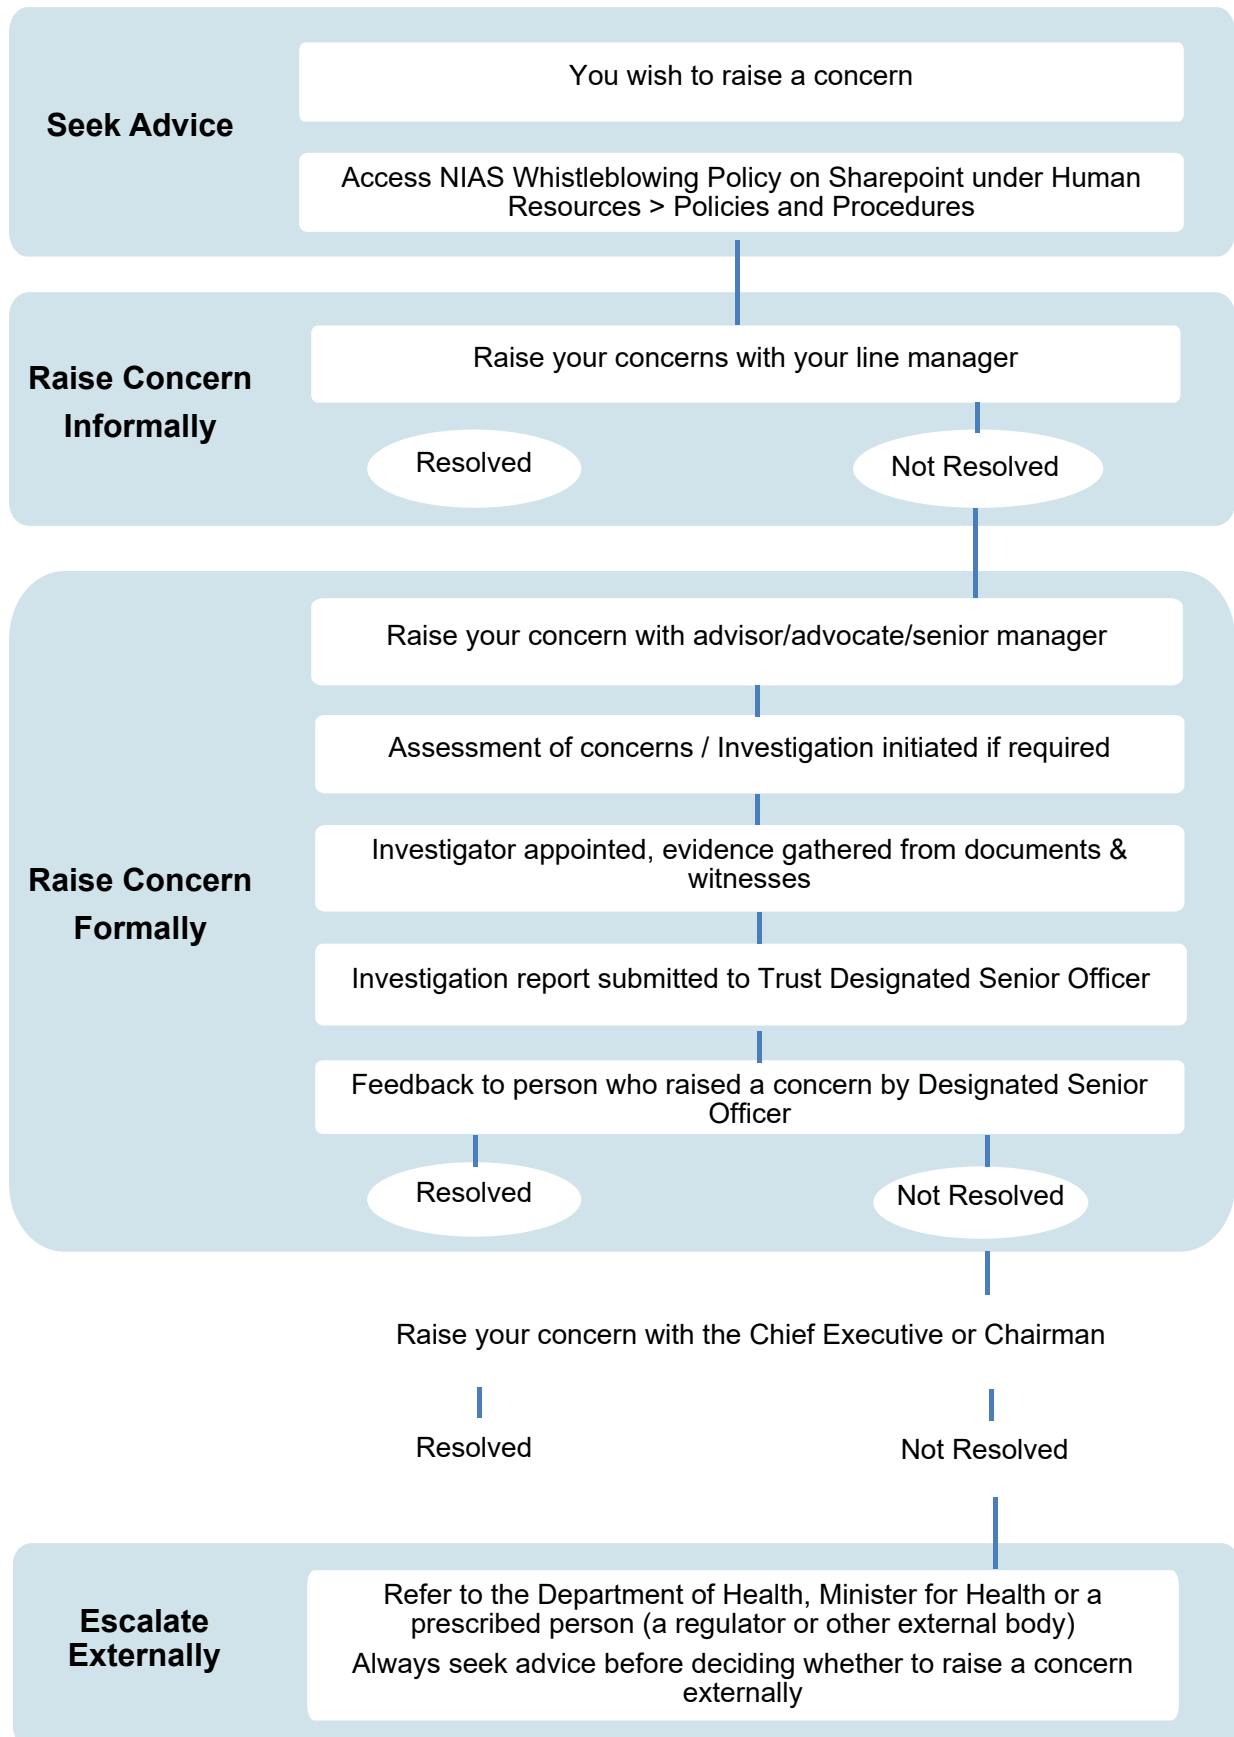 Seek Advice
You wish to raise a concern
Access NIAS Whistleblowing Policy on Sharepoint under Human
Resources > Policies and Procedures
Raise Concern
Informally
Raise your concerns with your line manager
Resolved
Not Resolved
Raise Concern
Formally
Raise your concern with advisor/advocate/senior manager
Assessment of concerns / Investigation initiated if required
Investigator appointed, evidence gathered from documents &
witnesses
Investigation report submitted to Trust Designated Senior Officer
Feedback to person who raised a concern by Designated Senior
Officer
Resolved
Not Resolved
Raise your concern with the Chief Executive or Chairman
Resolved
Not Resolved
Escalate
Externally
Refer to the Department of Health, Minister for Health or a
prescribed person (a regulator or other external body)
Always seek advice before deciding whether to raise a concern
externally